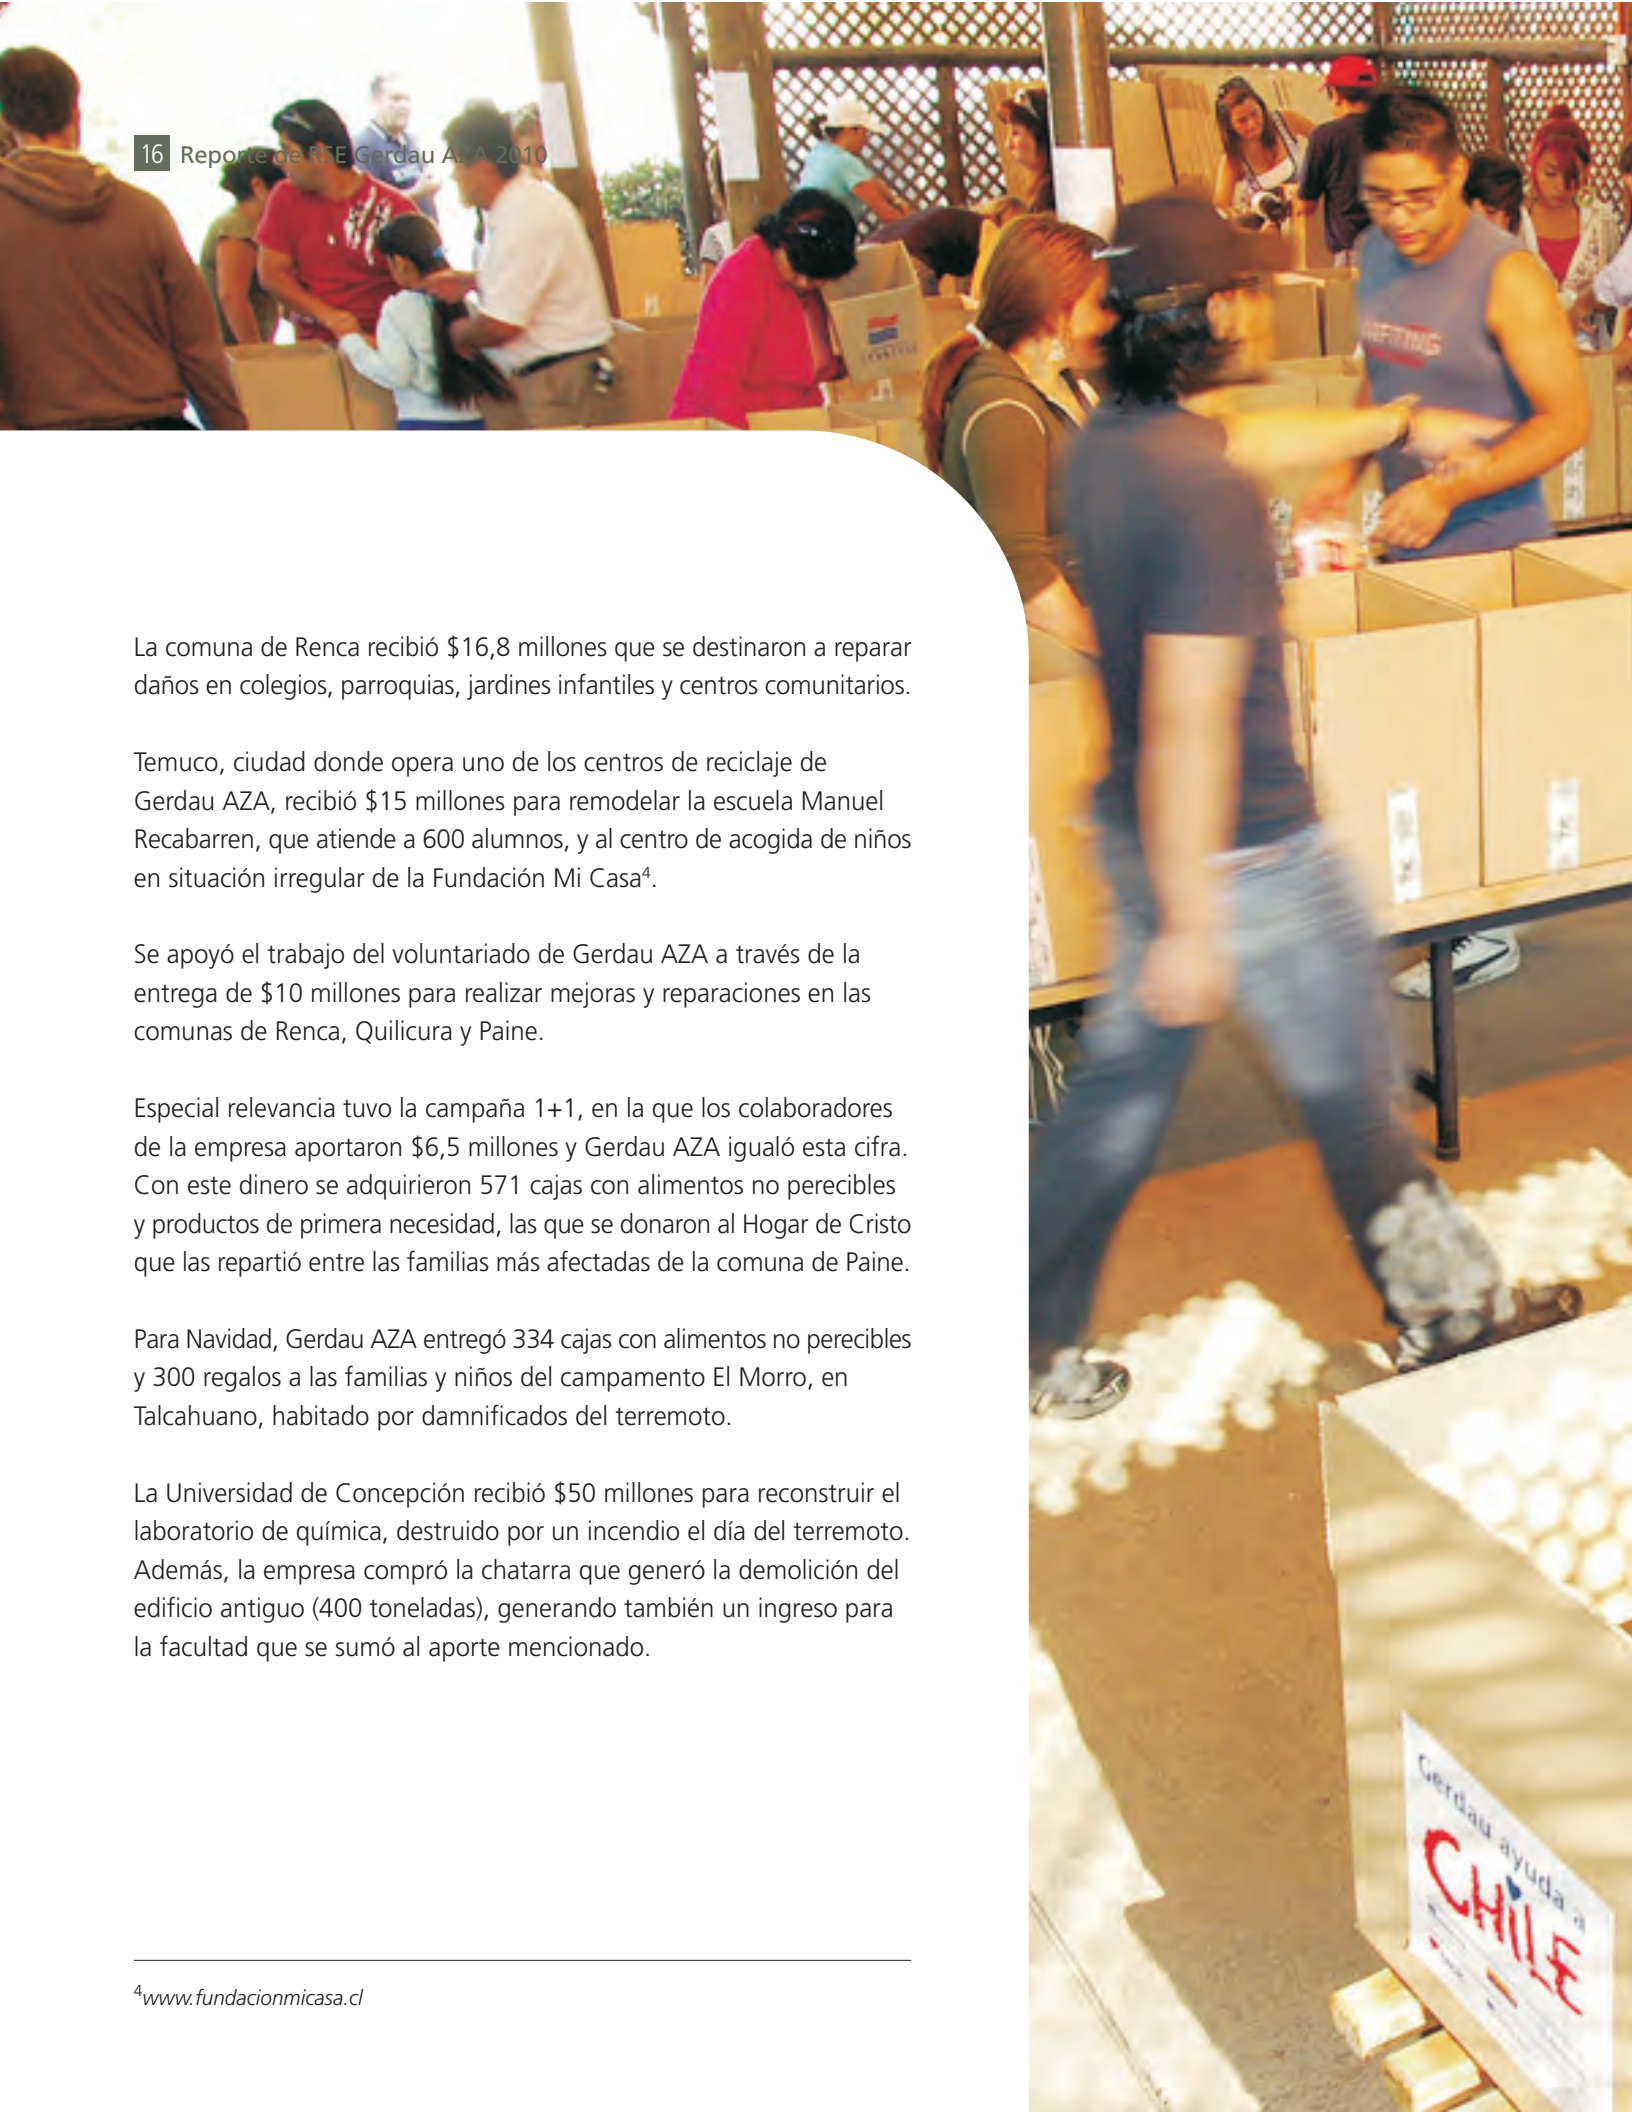 16 Reporte de RSE Gerdau AZA 2010
La comuna de Renca recibió $16,8 millones que se destinaron a reparar
daños en colegios, parroquias, jardines infantiles y centros comunitarios.
Temuco, ciudad donde opera uno de los centros de reciclaje de
Gerdau AZA, recibió $15 millones para remodelar la escuela Manuel
Recabarren, que atiende a 600 alumnos, y al centro de acogida de niños
en situación irregular de la Fundación Mi Casa⁴.
Se apoyó el trabajo del voluntariado de Gerdau AZA a través de la
entrega de $10 millones para realizar mejoras y reparaciones en las
comunas de Renca, Quilicura y Paine.
Especial relevancia tuvo la campaña 1+1, en la que los colaboradores
de la empresa aportaron $6,5 millones y Gerdau AZA igualó esta cifra.
Con este dinero se adquirieron 571 cajas con alimentos no perecibles
y productos de primera necesidad, las que se donaron al Hogar de Cristo
que las repartió entre las familias más afectadas de la comuna de Paine.
Para Navidad, Gerdau AZA entregó 334 cajas con alimentos no perecibles
y 300 regalos a las familias y niños del campamento El Morro, en
Talcahuano, habitado por damnificados del terremoto.
La Universidad de Concepción recibió $50 millones para reconstruir el
laboratorio de química, destruido por un incendio el día del terremoto.
Además, la empresa compró la chatarra que generó la demolición del
edificio antiguo (400 toneladas), generando también un ingreso para
la facultad que se sumó al aporte mencionado.
⁴www.fundacionmicasa.cl
Gerdau ayuda a
CHILE